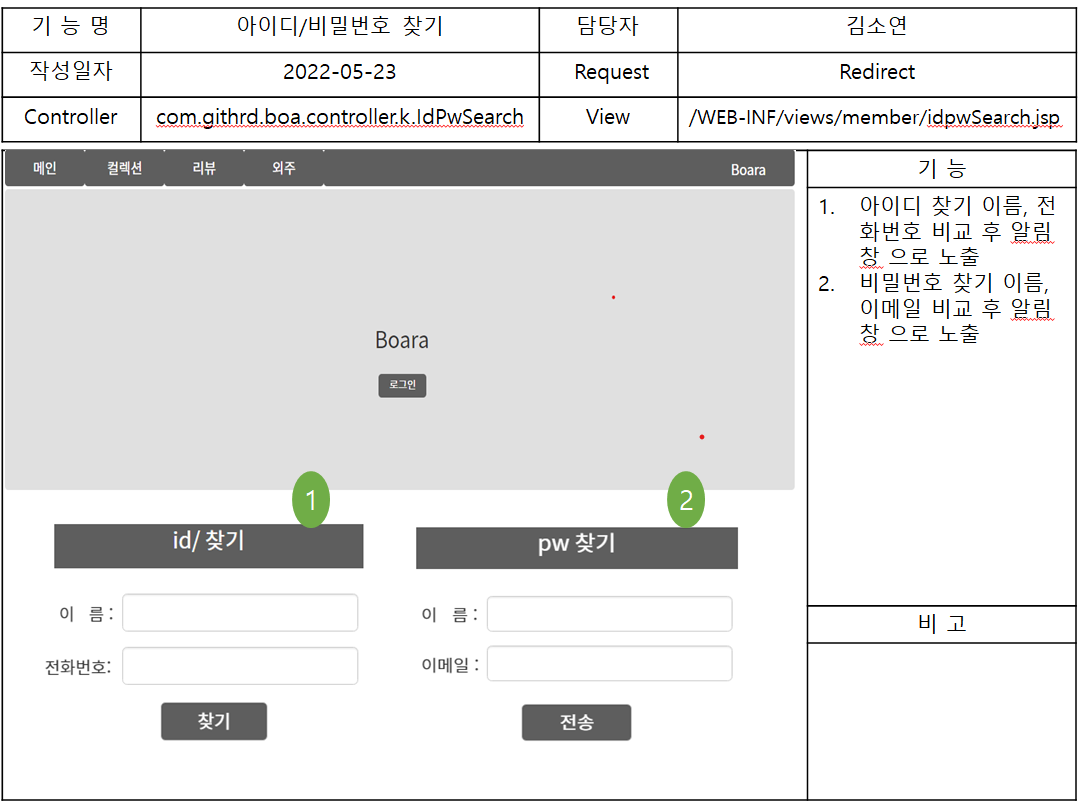 기 능 명 아이디/비밀번호 찾기 담당자 김소연
작성일자 2022-05-23 Request Redirect
Controller com.githrd.boa.controller.k.IdPwSearch View /WEB-INF/views/member/idpwSearch.jsp
메인 컬렉션 리뷰 외주 Boara
Boara
로그인
1
2
id/ 찾기
pw 찾기
이 름 :
이 름 :
전화번호:
이메일 :
찾기
전송
기 능
1. 아이디 찾기 이름, 전
화번호 비교 후 알림
창 으로 노출
2. 비밀번호 찾기 이름,
이메일 비교 후 알림
창 으로 노출
비 고